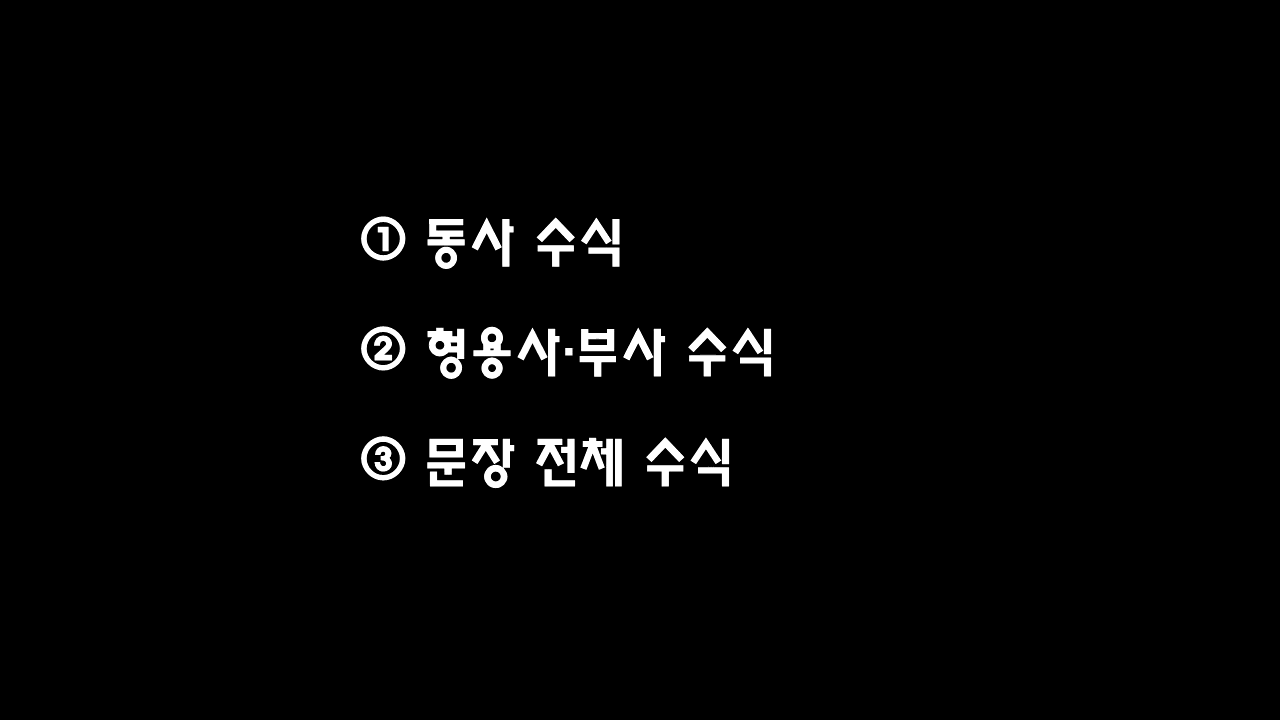 ① 동사 수식
② 형용사·부사 수식
③ 문장 전체 수식